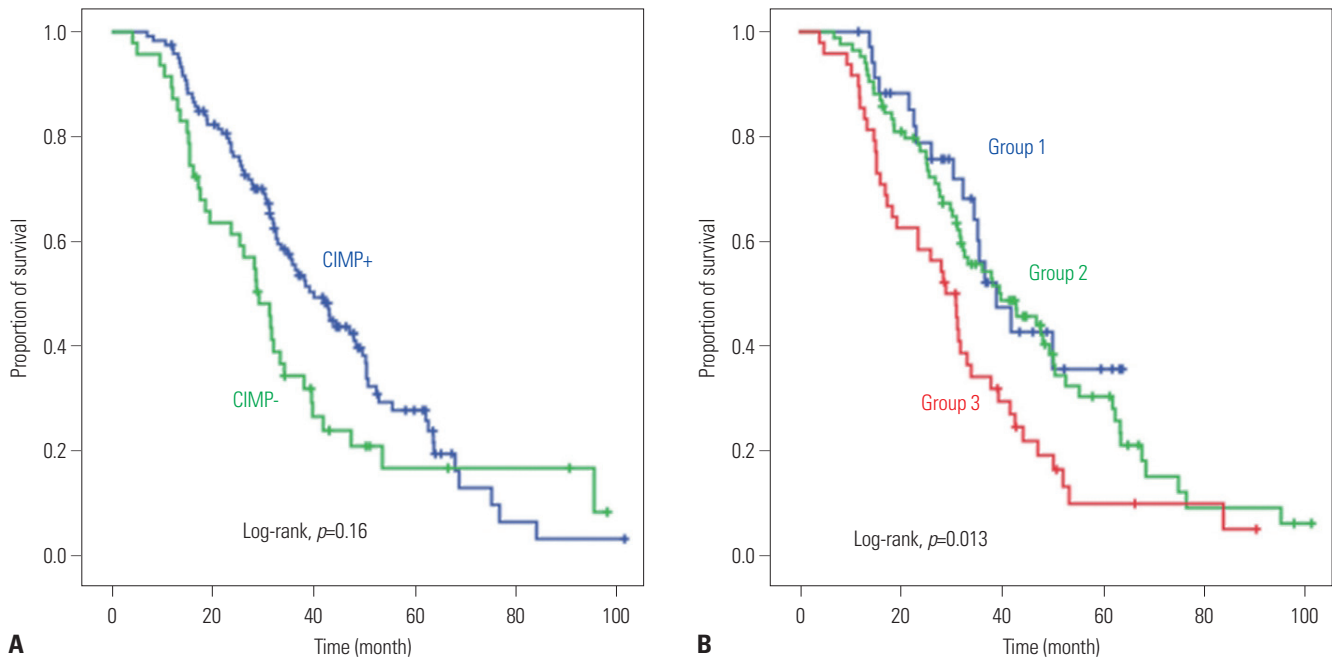 1.0
0.8
0.6
0.4
0.2
0.0
Proportion of survival
CIMP+
CIMP-
Log-rank, p=0.16
0 20 40 60 80 100
Time (month)
A
1.0
0.8
0.6
0.4
0.2
0.0
Proportion of survival
Group 1
Group 2
Group 3
Log-rank, p=0.013
0 20 40 60 80 100
Time (month)
B